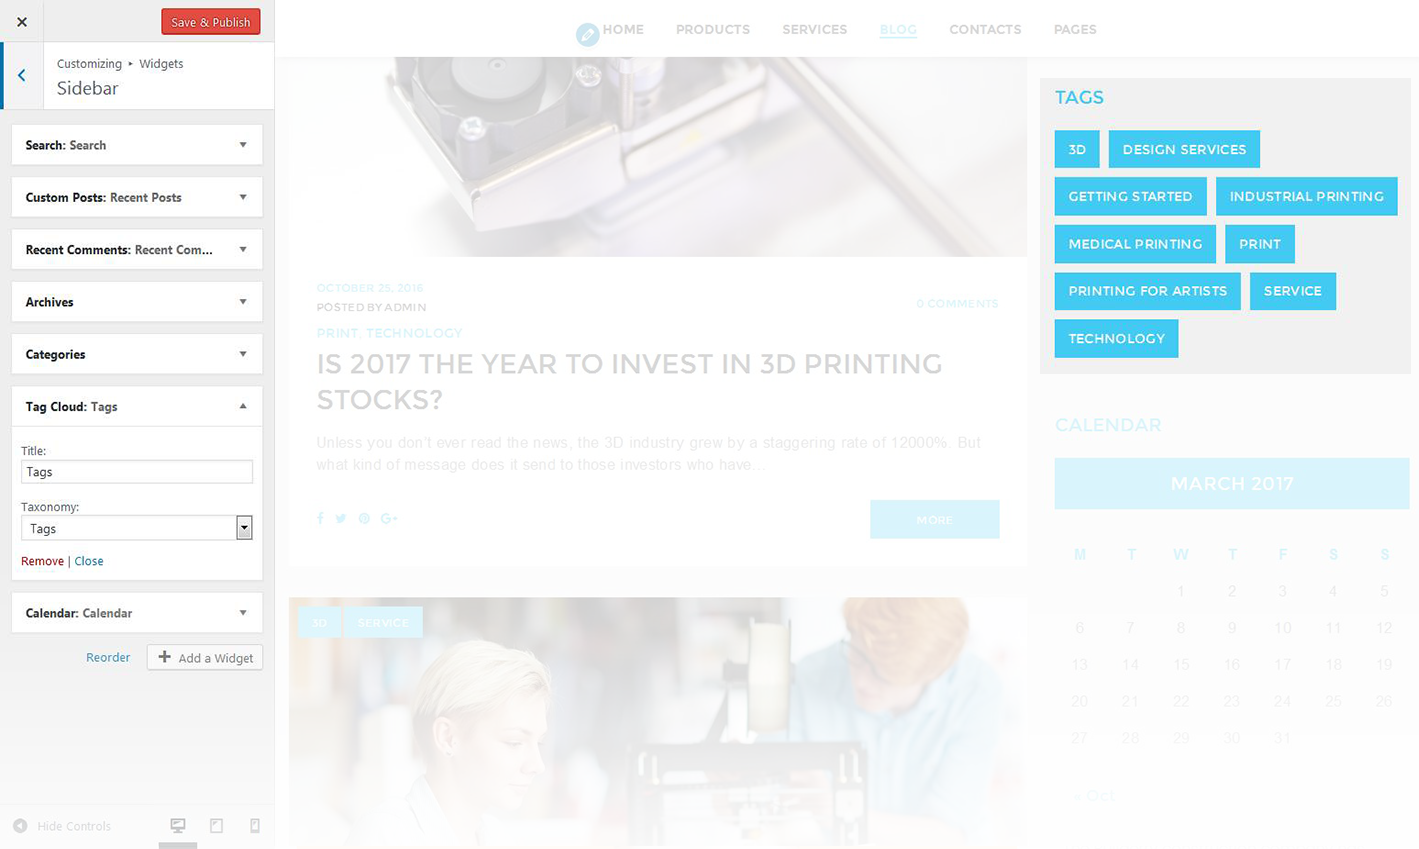 Save & Publish
Customizing ▸ Widgets
Sidebar
Search: Search
Custom Posts: Recent Posts
Recent Comments: Recent Com...
Archives
Categories
Tag Cloud: Tags
Title:
Tags
Taxonomy:
Tags
Remove | Close
Calendar: Calendar
Reorder
Add a Widget
Hide Controls
HOME PRODUCTS SERVICES BLOG CONTACTS PAGES
OCTOBER 25, 2016
POSTED BY ADMIN
0 COMMENTS
PRINT, TECHNOLOGY
IS 2017 THE YEAR TO INVEST IN 3D PRINTING
STOCKS?
Unless you don't ever read the news, the 3D industry grew by a staggering rate of 12000%. But
what kind of message does it send to those investors who have...
MORE
3D SERVICE
TAGS
3D DESIGN SERVICES
GETTING STARTED INDUSTRIAL PRINTING
MEDICAL PRINTING PRINT
PRINTING FOR ARTISTS SERVICE
TECHNOLOGY
CALENDAR
MARCH 2017
M T W T F S S
1 2 3 4 5
6 7 8 9 10 11 12
13 14 15 16 17 18 19
20 21 22 23 24 25 26
27 28 29 30 31
« Oct